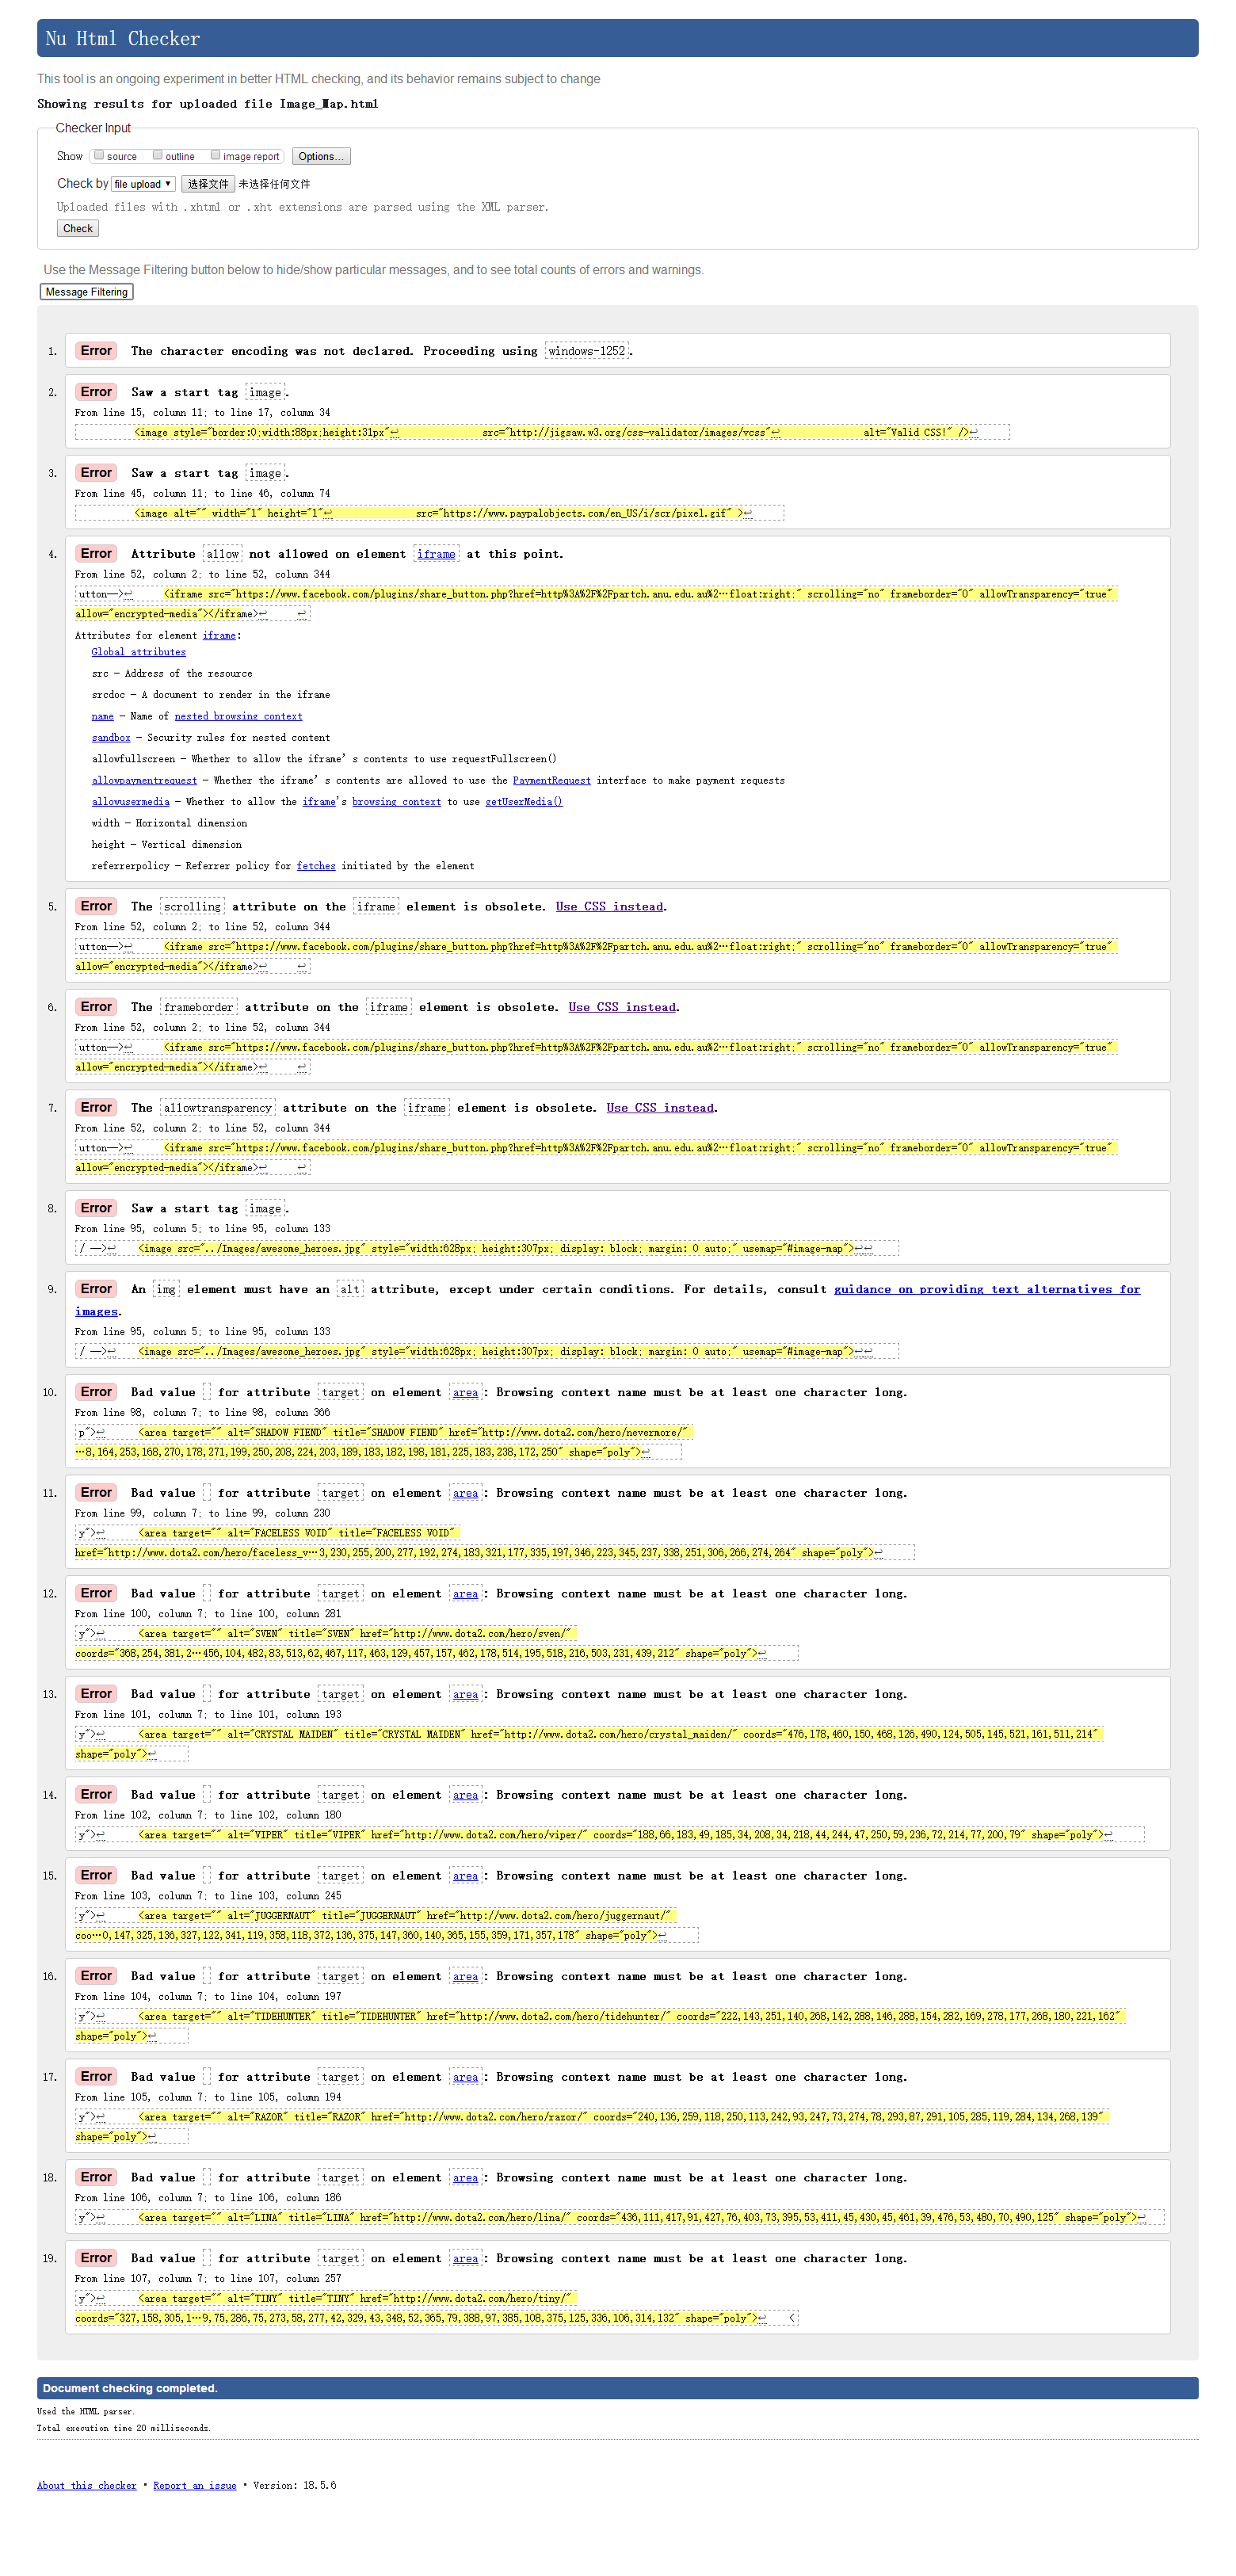 Nu Html Checker
This tool is an ongoing experiment in better HTML checking, and its behavior remains subject to change
Showing results for uploaded file Image_Map.html
Checker Input
Show source outline image report Options...
Check by file upload ▼ 选择文件 未选择任何文件
Uploaded files with .xhtml or .xht extensions are parsed using the XML parser.
Check
Use the Message Filtering button below to hide/show particular messages, and to see total counts of errors and warnings.
Message Filtering
1. Error The character encoding was not declared. Proceeding using windows-1252.
2. Error Saw a start tag image.
From line 15, column 11; to line 17, column 34
<image style="border:0;width:88px;height:31px"↩ src="http://jigsaw.w3.org/css-validator/images/vcss"↩ alt="Valid CSS!" />↩
3. Error Saw a start tag image.
From line 45, column 11; to line 46, column 74
<image alt="" width="1" height="1"↩ src="https://www.paypalobjects.com/en_US/i/scr/pixel.gif" >↩
4. Error Attribute allow not allowed on element iframe at this point.
From line 52, column 2; to line 52, column 344
utton-->↩ <iframe src="https://www.facebook.com/plugins/share_button.php?href=http%3A%2F%2Fpartch.anu.edu.au%2…float:right;" scrolling="no" frameborder="0" allowTransparency="true"
allow="encrypted-media"></iframe>↩ ↩
Attributes for element iframe:
Global attributes
src — Address of the resource
srcdoc — A document to render in the iframe
name — Name of nested browsing context
sandbox — Security rules for nested content
allowfullscreen — Whether to allow the iframe’s contents to use requestFullscreen()
allowpaymentrequest — Whether the iframe’s contents are allowed to use the PaymentRequest interface to make payment requests
allowusermedia — Whether to allow the iframe's browsing context to use getUserMedia()
width — Horizontal dimension
height — Vertical dimension
referrerpolicy — Referrer policy for fetches initiated by the element
5. Error The scrolling attribute on the iframe element is obsolete. Use CSS instead.
From line 52, column 2; to line 52, column 344
utton-->↩ <iframe src="https://www.facebook.com/plugins/share_button.php?href=http%3A%2F%2Fpartch.anu.edu.au%2…float:right;" scrolling="no" frameborder="0" allowTransparency="true"
allow="encrypted-media"></iframe>↩ ↩
6. Error The frameborder attribute on the iframe element is obsolete. Use CSS instead.
From line 52, column 2; to line 52, column 344
utton-->↩ <iframe src="https://www.facebook.com/plugins/share_button.php?href=http%3A%2F%2Fpartch.anu.edu.au%2…float:right;" scrolling="no" frameborder="0" allowTransparency="true"
allow="encrypted-media"></iframe>↩ ↩
7. Error The allowtransparency attribute on the iframe element is obsolete. Use CSS instead.
From line 52, column 2; to line 52, column 344
utton-->↩ <iframe src="https://www.facebook.com/plugins/share_button.php?href=http%3A%2F%2Fpartch.anu.edu.au%2…float:right;" scrolling="no" frameborder="0" allowTransparency="true"
allow="encrypted-media"></iframe>↩ ↩
8. Error Saw a start tag image.
From line 95, column 5; to line 95, column 133
/ -->↩ <image src="../Images/awesome_heroes.jpg" style="width:628px; height:307px; display: block; margin: 0 auto;" usemap="#image-map">↩↩
9. Error An img element must have an alt attribute, except under certain conditions. For details, consult guidance on providing text alternatives for
images.
From line 95, column 5; to line 95, column 133
/ -->↩ <image src="../Images/awesome_heroes.jpg" style="width:628px; height:307px; display: block; margin: 0 auto;" usemap="#image-map">↩↩
10. Error Bad value for attribute target on element area: Browsing context name must be at least one character long.
From line 98, column 7; to line 98, column 366
p">↩ <area target="" alt="SHADOW FIEND" title="SHADOW FIEND" href="http://www.dota2.com/hero/nevermore/"
…8,164,253,168,270,178,271,199,250,208,224,203,189,183,182,198,181,225,183,238,172,250" shape="poly">↩
11. Error Bad value for attribute target on element area: Browsing context name must be at least one character long.
From line 99, column 7; to line 99, column 230
y">↩ <area target="" alt="FACELESS VOID" title="FACELESS VOID"
href="http://www.dota2.com/hero/faceless_v…3,230,255,200,277,192,274,183,321,177,335,197,346,223,345,237,338,251,306,266,274,264" shape="poly">↩
12. Error Bad value for attribute target on element area: Browsing context name must be at least one character long.
From line 100, column 7; to line 100, column 281
y">↩ <area target="" alt="SVEN" title="SVEN" href="http://www.dota2.com/hero/sven/"
coords="368,254,381,2…456,104,482,83,513,62,467,117,463,129,457,157,462,178,514,195,518,216,503,231,439,212" shape="poly">↩
13. Error Bad value for attribute target on element area: Browsing context name must be at least one character long.
From line 101, column 7; to line 101, column 193
y">↩ <area target="" alt="CRYSTAL MAIDEN" title="CRYSTAL MAIDEN" href="http://www.dota2.com/hero/crystal_maiden/" coords="476,178,460,150,468,126,490,124,505,145,521,161,511,214"
shape="poly">↩
14. Error Bad value for attribute target on element area: Browsing context name must be at least one character long.
From line 102, column 7; to line 102, column 180
y">↩ <area target="" alt="VIPER" title="VIPER" href="http://www.dota2.com/hero/viper/" coords="188,66,183,49,185,34,208,34,218,44,244,47,250,59,236,72,214,77,200,79" shape="poly">↩
15. Error Bad value for attribute target on element area: Browsing context name must be at least one character long.
From line 103, column 7; to line 103, column 245
y">↩ <area target="" alt="JUGGERNAUT" title="JUGGERNAUT" href="http://www.dota2.com/hero/juggernaut/"
coo…0,147,325,136,327,122,341,119,358,118,372,136,375,147,360,140,365,155,359,171,357,178" shape="poly">↩
16. Error Bad value for attribute target on element area: Browsing context name must be at least one character long.
From line 104, column 7; to line 104, column 197
y">↩ <area target="" alt="TIDEHUNTER" title="TIDEHUNTER" href="http://www.dota2.com/hero/tidehunter/" coords="222,143,251,140,268,142,288,146,288,154,282,169,278,177,268,180,221,162"
shape="poly">↩
17. Error Bad value for attribute target on element area: Browsing context name must be at least one character long.
From line 105, column 7; to line 105, column 194
y">↩ <area target="" alt="RAZOR" title="RAZOR" href="http://www.dota2.com/hero/razor/" coords="240,136,259,118,250,113,242,93,247,73,274,78,293,87,291,105,285,119,284,134,268,139"
shape="poly">↩
18. Error Bad value for attribute target on element area: Browsing context name must be at least one character long.
From line 106, column 7; to line 106, column 186
y">↩ <area target="" alt="LINA" title="LINA" href="http://www.dota2.com/hero/lina/" coords="436,111,417,91,427,76,403,73,395,53,411,45,430,45,461,39,476,53,480,70,490,125" shape="poly">↩
19. Error Bad value for attribute target on element area: Browsing context name must be at least one character long.
From line 107, column 7; to line 107, column 257
y">↩ <area target="" alt="TINY" title="TINY" href="http://www.dota2.com/hero/tiny/"
coords="327,158,305,1…9,75,286,75,273,58,277,42,329,43,348,52,365,79,388,97,385,108,375,125,336,106,314,132" shape="poly">↩ <
Document checking completed.
Used the HTML parser.
Total execution time 20 milliseconds.
About this checker • Report an issue • Version: 18.5.6